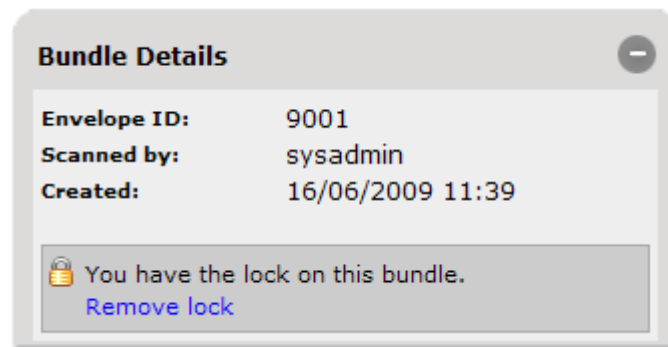 Bundle Details
Envelope ID: 9001
Scanned by: sysadmin
Created: 16/06/2009 11:39
You have the lock on this bundle.
Remove lock